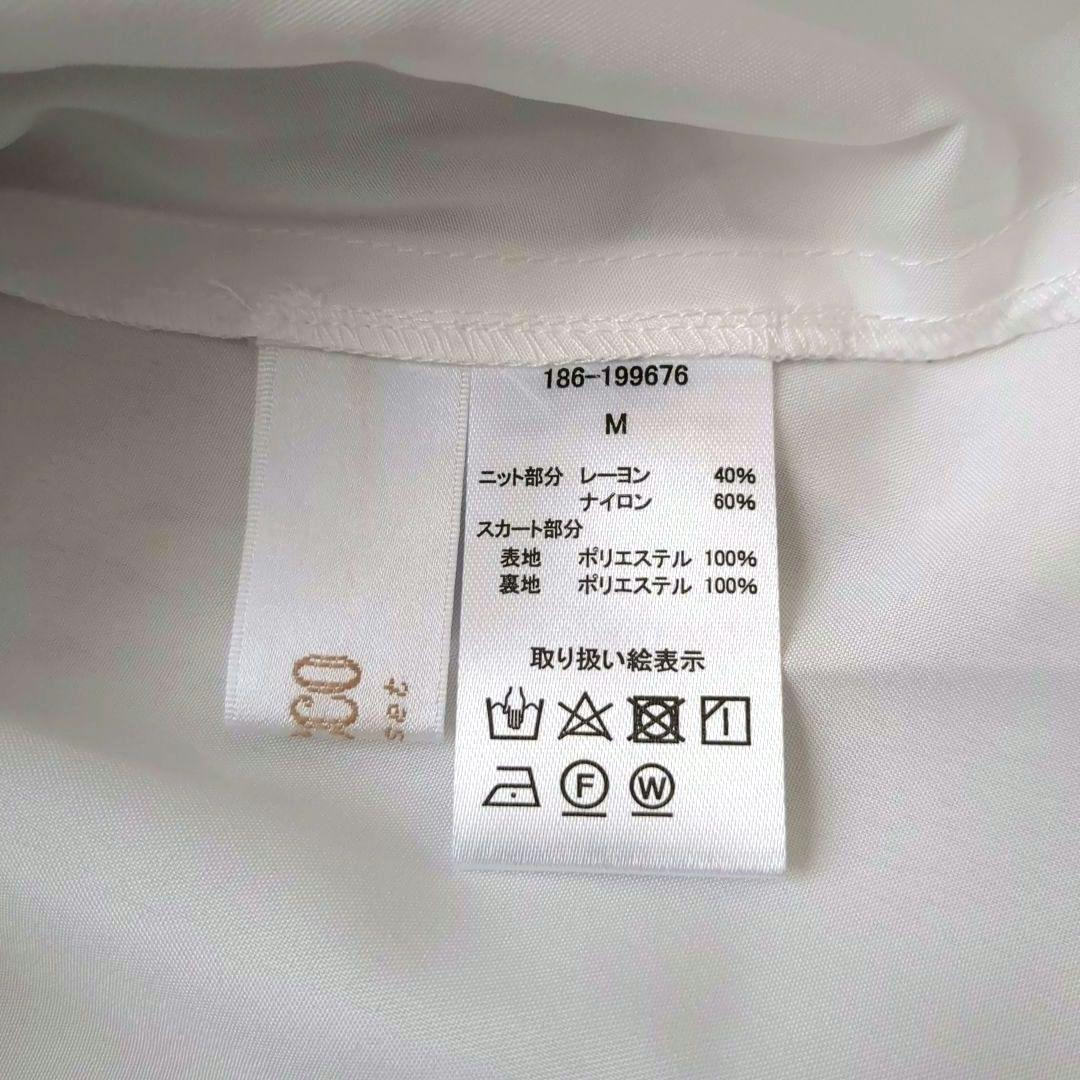 186-199676
M
ニット部分 レーヨン 40%
ナイロン 60%
スカート部分
表地 ポリエステル 100%
裏地 ポリエステル 100%
取り扱い絵表示
F W